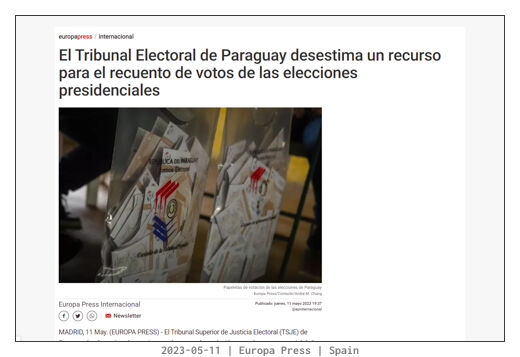 europapress / internacional
El Tribunal Electoral de Paraguay desestima un recurso
para el recuento de votos de las elecciones
presidenciales
REPÚBLICA DEL PARAGUAY
Justicia Electoral
Papeletas de votación de las elecciones de Paraguay
- Europa Press/Contacto/Andre M. Chang
Europa Press Internacional
Publicado: jueves, 11 mayo 2023 19:37
@epinternacional
Newsletter
MADRID, 11 May. (EUROPA PRESS) - El Tribunal Superior de Justicia Electoral (TSJE) de
2023-05-11 | Europa Press | Spain